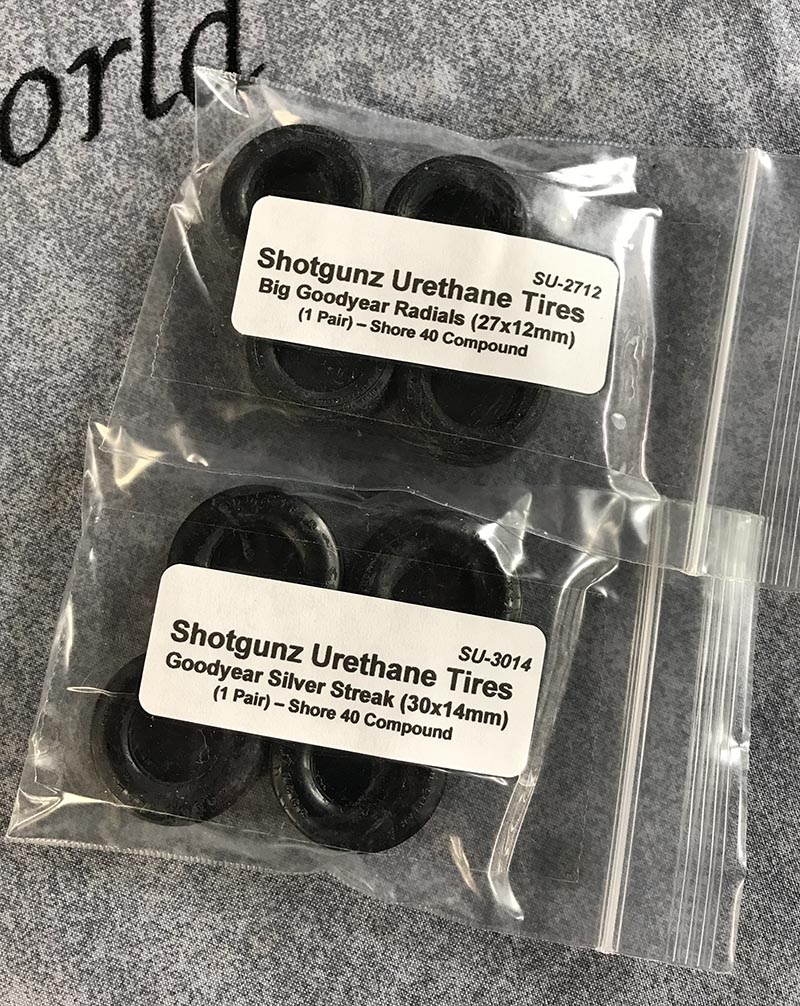 orld
SU-2712
Shotgunz Urethane Tires
Big Goodyear Radials (27x12mm)
(1 Pair) – Shore 40 Compound
SU-3014
Shotgunz Urethane Tires
Goodyear Silver Streak (30x14mm)
(1 Pair) – Shore 40 Compound